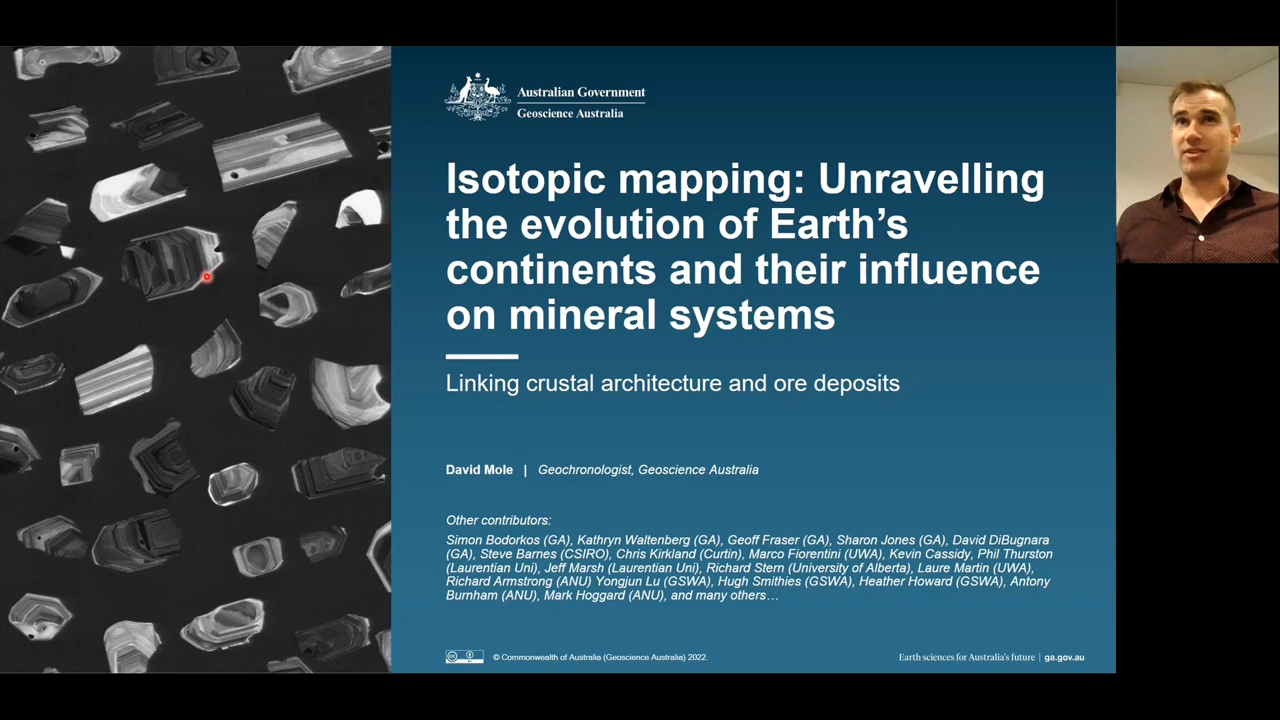 Australian Government
Geoscience Australia
Isotopic mapping: Unravelling
the evolution of Earth’s
continents and their influence
on mineral systems
Linking crustal architecture and ore deposits
David Mole | Geochronologist, Geoscience Australia
Other contributors:
Simon Bodorkos (GA), Kathryn Waltenberg (GA), Geoff Fraser (GA), Sharon Jones (GA), David DiBugnara
(GA), Steve Barnes (CSIRO), Chris Kirkland (Curtin), Marco Fiorentini (UWA), Kevin Cassidy, Phil Thurston
(Laurentian Uni), Jeff Marsh (Laurentian Uni), Richard Stern (University of Alberta), Laure Martin (UWA),
Richard Armstrong (ANU) Yongjun Lu (GSWA), Hugh Smithies (GSWA), Heather Howard (GSWA), Antony
Burnham (ANU), Mark Hoggard (ANU), and many others…
© Commonwealth of Australia (Geoscience Australia) 2022.
Earth sciences for Australia’s future | ga.gov.au